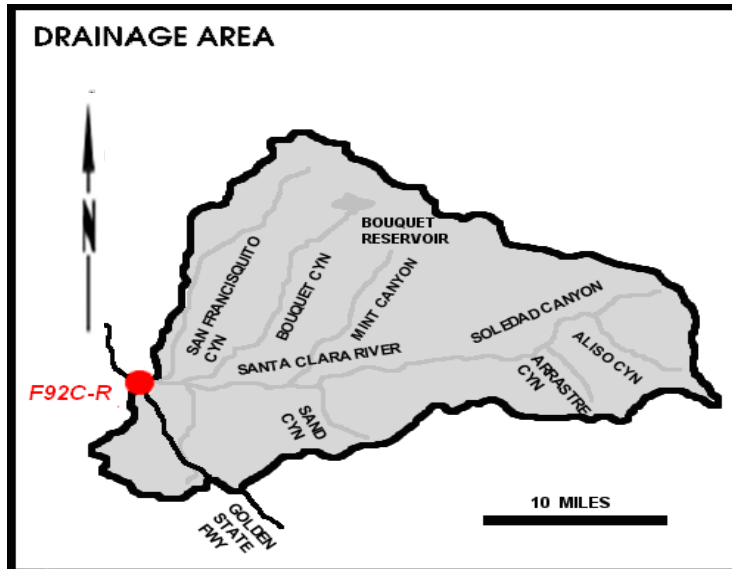 DRAINAGE AREA
N
BOUQUET
RESERVOIR
SAN FRANCISQUITO
CYN
BOUQUET CYN
MINT CANYON
SOLEDAD CANYON
SANTA CLARA RIVER
ALISO CYN
ARRASTRE
CYN
F92C-R
SAND
CYN
10 MILES
GOLDEN
STATE
FWY